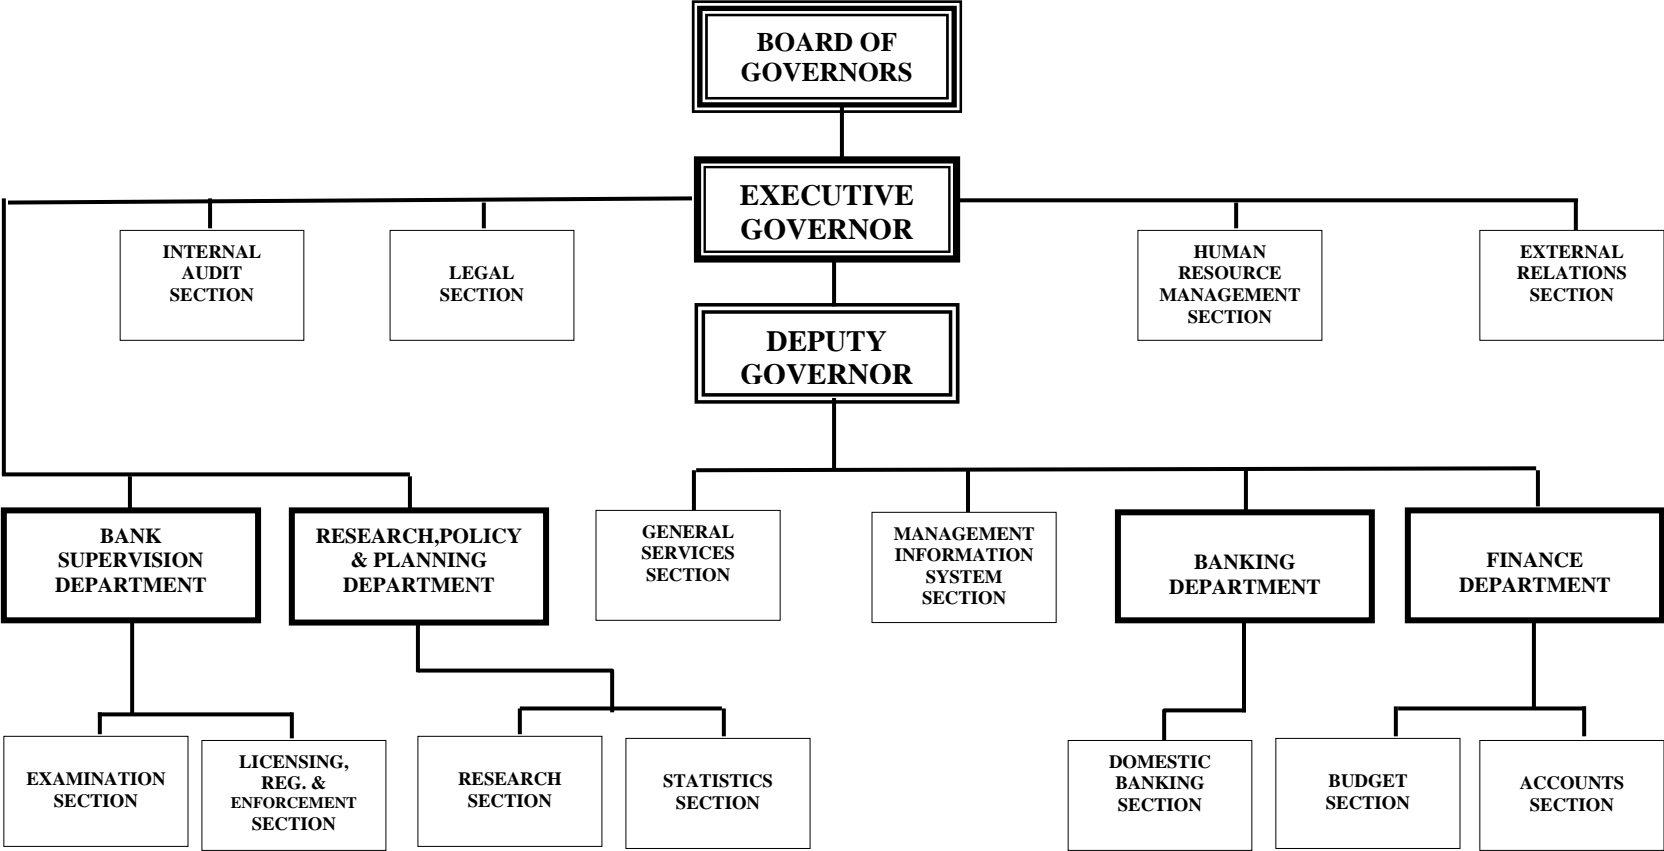 BOARD OF
GOVERNORS
EXECUTIVE
GOVERNOR
INTERNAL
AUDIT
SECTION
LEGAL
SECTION
HUMAN
RESOURCE
MANAGEMENT
SECTION
EXTERNAL
RELATIONS
SECTION
DEPUTY
GOVERNOR
BANK
SUPERVISION
DEPARTMENT
RESEARCH,POLICY
& PLANNING
DEPARTMENT
GENERAL
SERVICES
SECTION
MANAGEMENT
INFORMATION
SYSTEM
SECTION
BANKING
DEPARTMENT
FINANCE
DEPARTMENT
EXAMINATION
SECTION
LICENSING,
REG. &
ENFORCEMENT
SECTION
RESEARCH
SECTION
STATISTICS
SECTION
DOMESTIC
BANKING
SECTION
BUDGET
SECTION
ACCOUNTS
SECTION